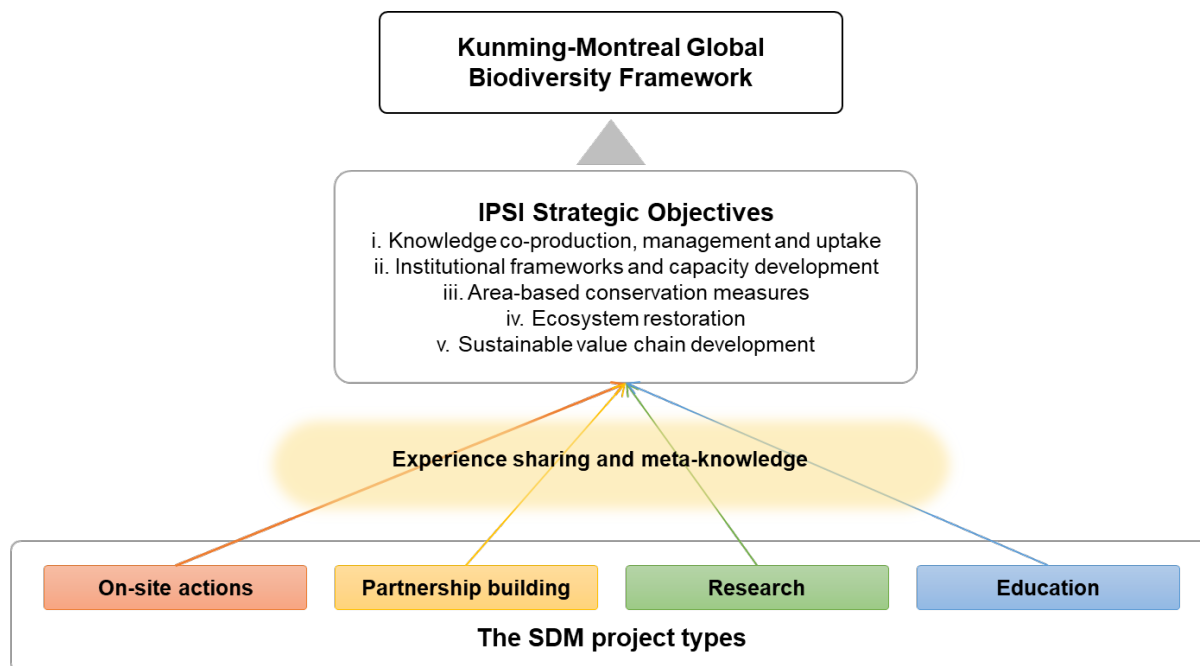 Kunming-Montreal Global
Biodiversity Framework
IPSI Strategic Objectives
i. Knowledge co-production, management and uptake
ii. Institutional frameworks and capacity development
iii. Area-based conservation measures
iv. Ecosystem restoration
v. Sustainable value chain development
Experience sharing and meta-knowledge
On-site actions
Partnership building
Research
Education
The SDM project types